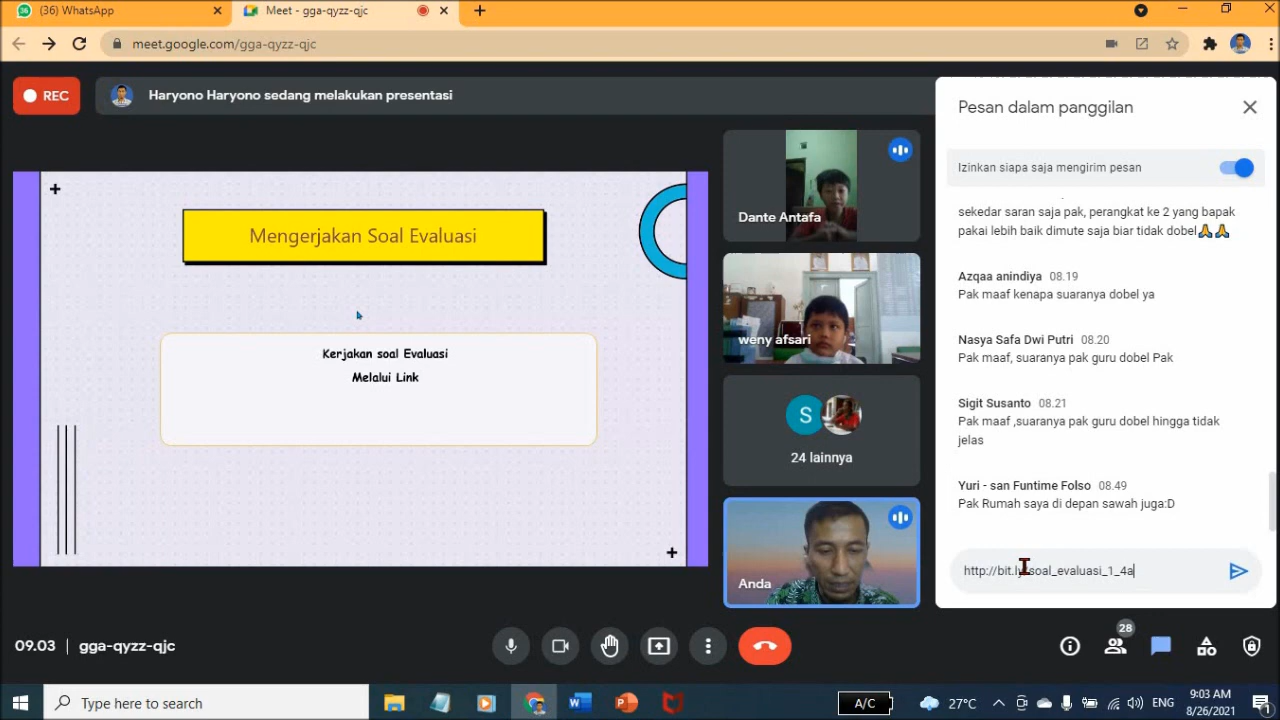 (36) WhatsApp
Meet - gga-qyzz-qjc
meet.google.com/gga-qyzz-qjc
REC
Haryono Haryono sedang melakukan presentasi
Mengerjakan Soal Evaluasi
Kerjakan soal Evaluasi
Melalui Link
Dante Antafa
weny afsari
S
24 lainnya
Anda
Pesan dalam panggilan
Izinkan siapa saja mengirim pesan
sekedar saran saja pak, perangkat ke 2 yang bapak
pakai lebih baik dimute saja biar tidak dobel🙏🙏
Azqaa anindiya 08.19
Pak maaf kenapa suaranya dobel ya
Nasya Safa Dwi Putri 08.20
Pak maaf, suaranya pak guru dobel Pak
Sigit Susanto 08.21
Pak maaf ,suaranya pak guru dobel hingga tidak
jelas
Yuri - san Funtime Folso 08.49
Pak Rumah saya di depan sawah juga:D
http://bit.ly/soal_evaluasi_1_4a
09.03 | gga-qyzz-qjc
28
Type here to search
A/C
27°C
ENG
9:03 AM
8/26/2021
1